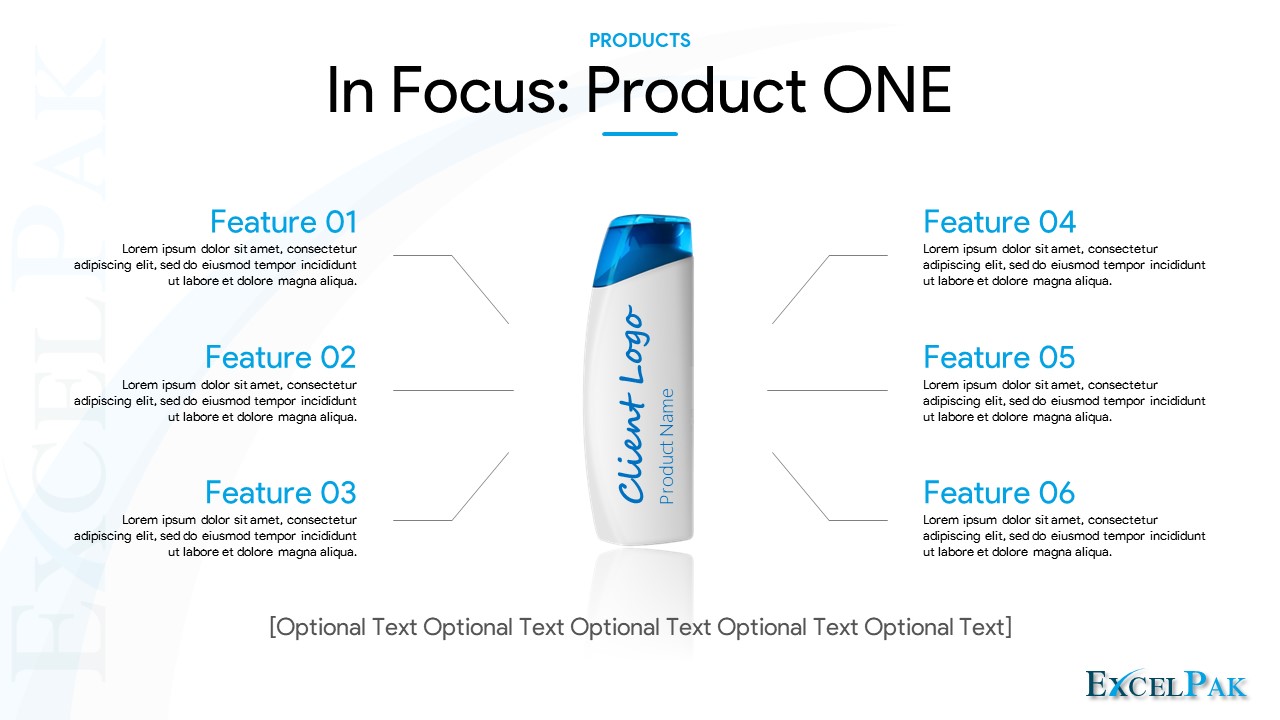 PRODUCTS
In Focus: Product ONE
Feature 01
Lorem ipsum dolor sit amet, consectetur
adipiscing elit, sed do eiusmod tempor incididunt
ut labore et dolore magna aliqua.
Feature 02
Lorem ipsum dolor sit amet, consectetur
adipiscing elit, sed do eiusmod tempor incididunt
ut labore et dolore magna aliqua.
Feature 03
Lorem ipsum dolor sit amet, consectetur
adipiscing elit, sed do eiusmod tempor incididunt
ut labore et dolore magna aliqua.
Client Logo
Product Name
Feature 04
Lorem ipsum dolor sit amet, consectetur
adipiscing elit, sed do eiusmod tempor incididunt
ut labore et dolore magna aliqua.
Feature 05
Lorem ipsum dolor sit amet, consectetur
adipiscing elit, sed do eiusmod tempor incididunt
ut labore et dolore magna aliqua.
Feature 06
Lorem ipsum dolor sit amet, consectetur
adipiscing elit, sed do eiusmod tempor incididunt
ut labore et dolore magna aliqua.
[Optional Text Optional Text Optional Text Optional Text Optional Text]
EXCELPAK
EXCELPAK